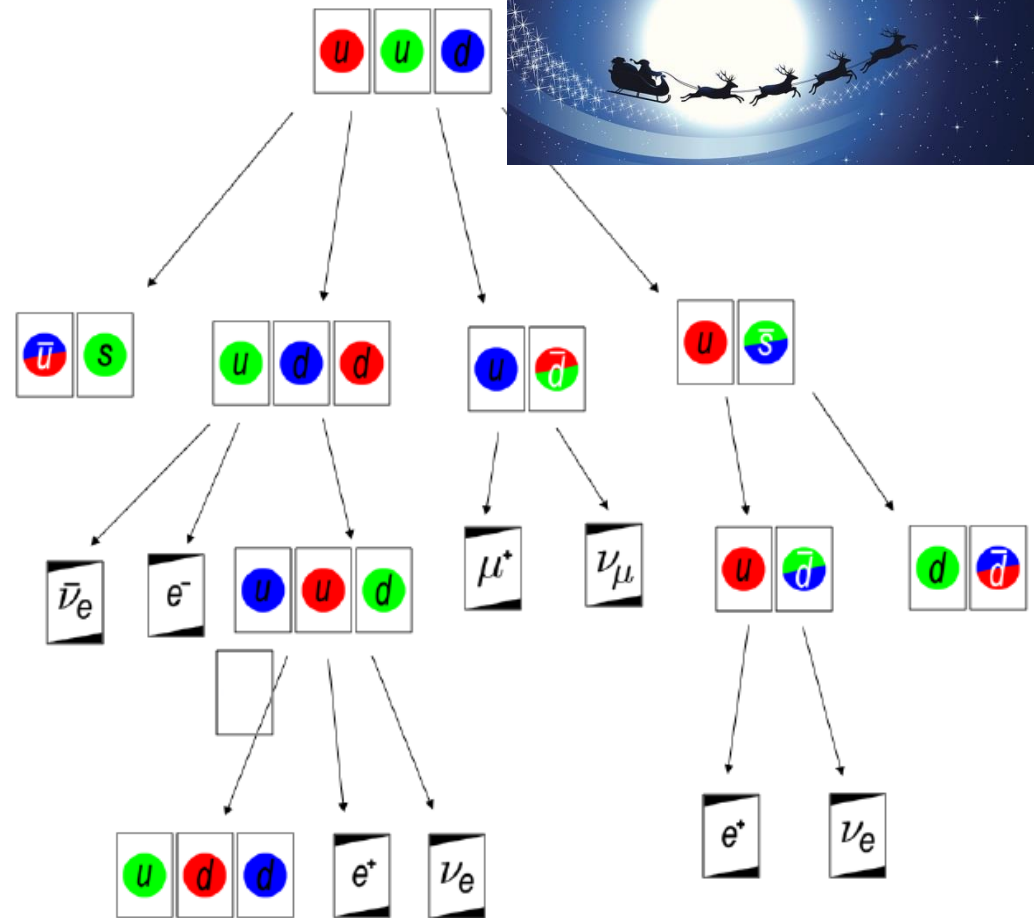 u u d
ū s
u d d
u d̄
u s̄
ν̄e
e⁻
u u d
μ⁺
νμ
u d̄
d d̄
u d d
e⁺
νe
e⁺
νe